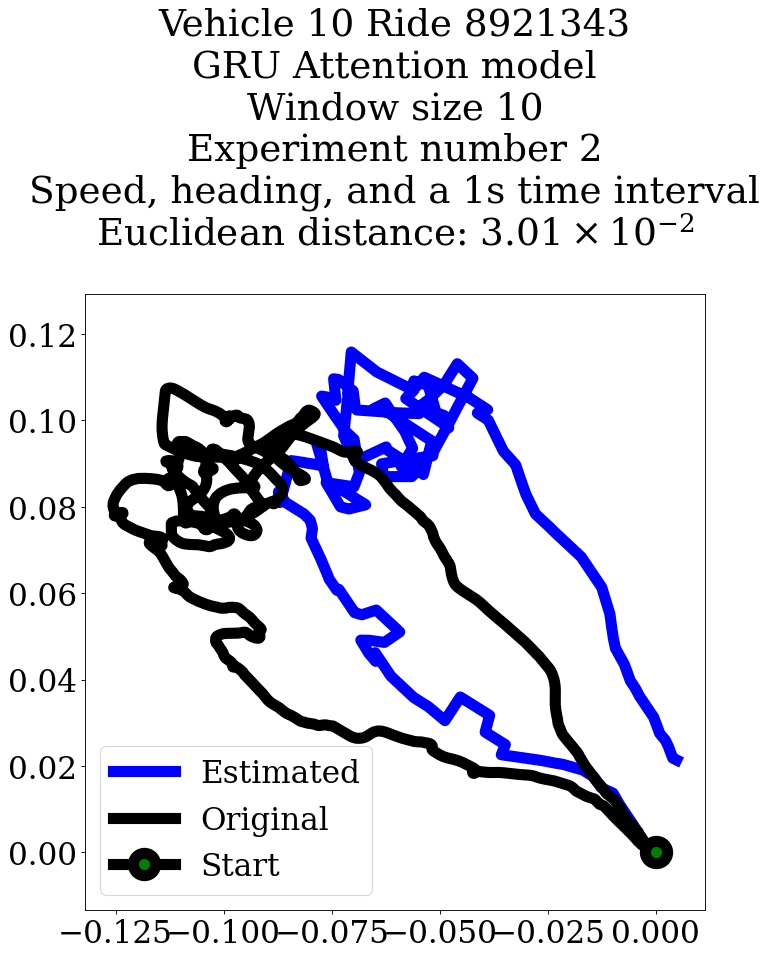 Vehicle 10 Ride 8921343
GRU Attention model
Window size 10
Experiment number 2
Speed, heading, and a 1s time interval
Euclidean distance: 3.01 × 10⁻²
0.12
0.10
0.08
0.06
0.04
0.02
0.00
Estimated
Original
Start
−0.125 −0.100 −0.075 −0.050 −0.025 0.000